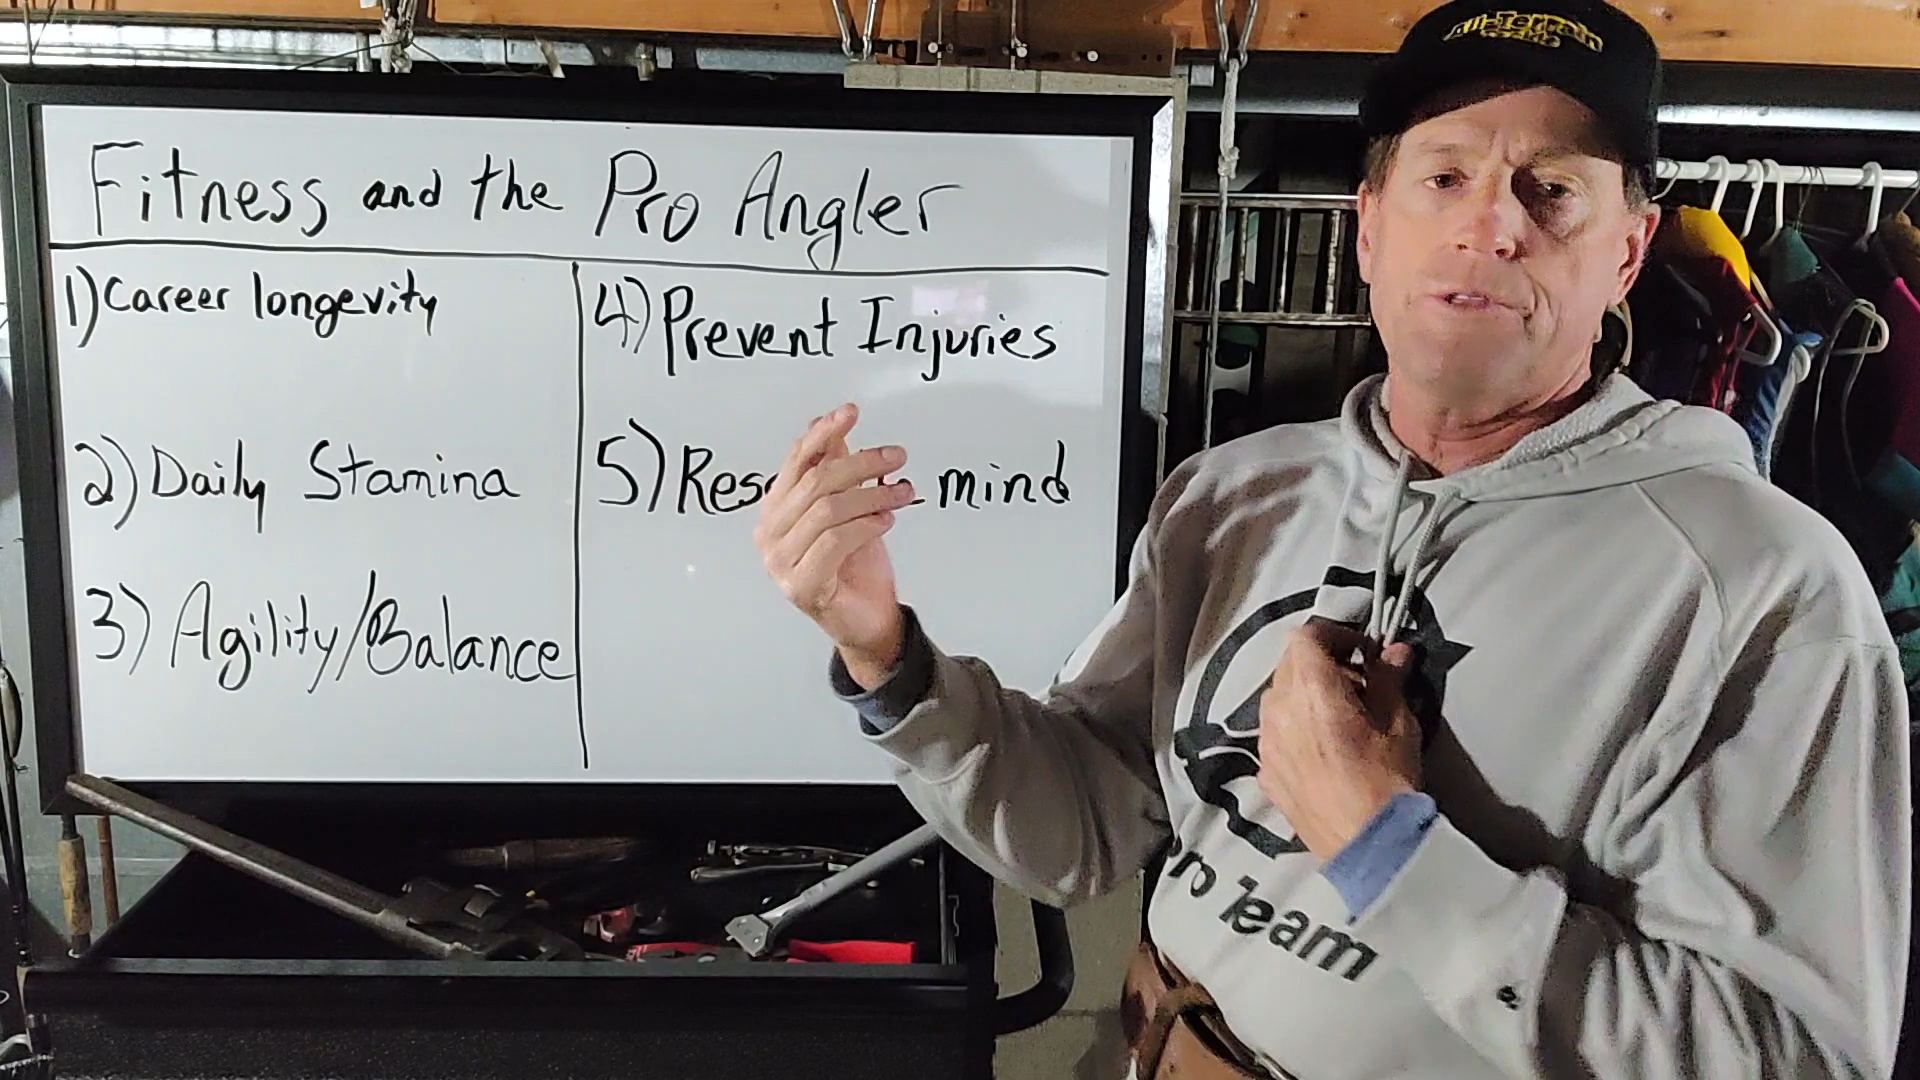 Fitness and the Pro Angler
1) Career longevity
2) Daily Stamina
3) Agility/Balance
4) Prevent Injuries
5) mind
All-Terrain
Tackle
Pro Team